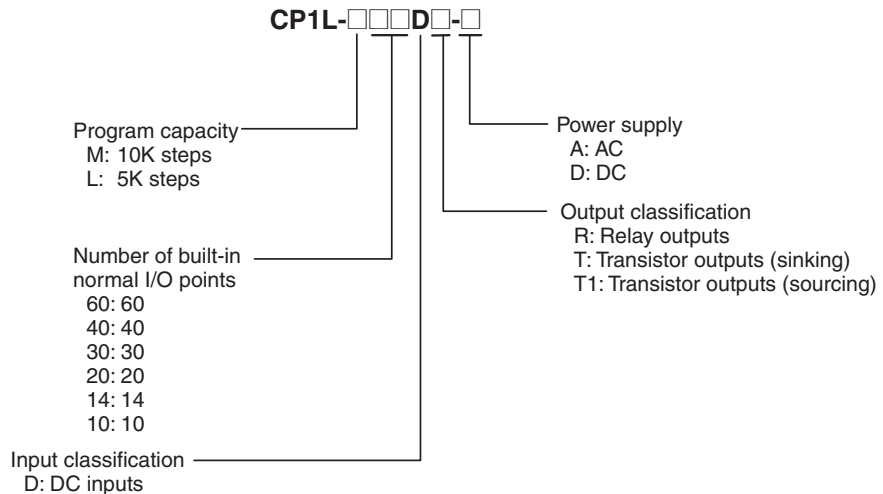 CP1L-□□□D□-□
Program capacity
M: 10K steps
L: 5K steps
Number of built-in
normal I/O points
60: 60
40: 40
30: 30
20: 20
14: 14
10: 10
Input classification
D: DC inputs
Power supply
A: AC
D: DC
Output classification
R: Relay outputs
T: Transistor outputs (sinking)
T1: Transistor outputs (sourcing)